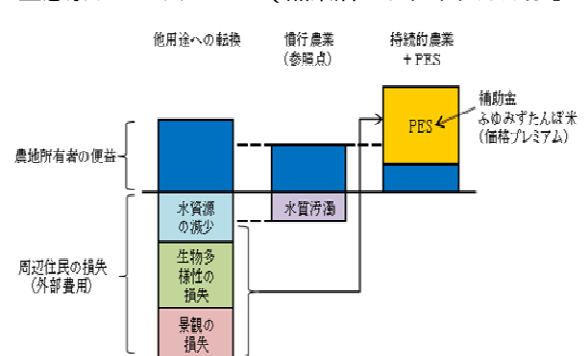 他用途への転換
慣行農業
(参照点)
持続的農業
+PES
農地所有者の便益
PES
補助金
ふゆみずたんぼ米
(価格プレミアム)
水資源
の減少
水質汚濁
周辺住民の損失
(外部費用)
生物多
様性の
損失
景観の
損失